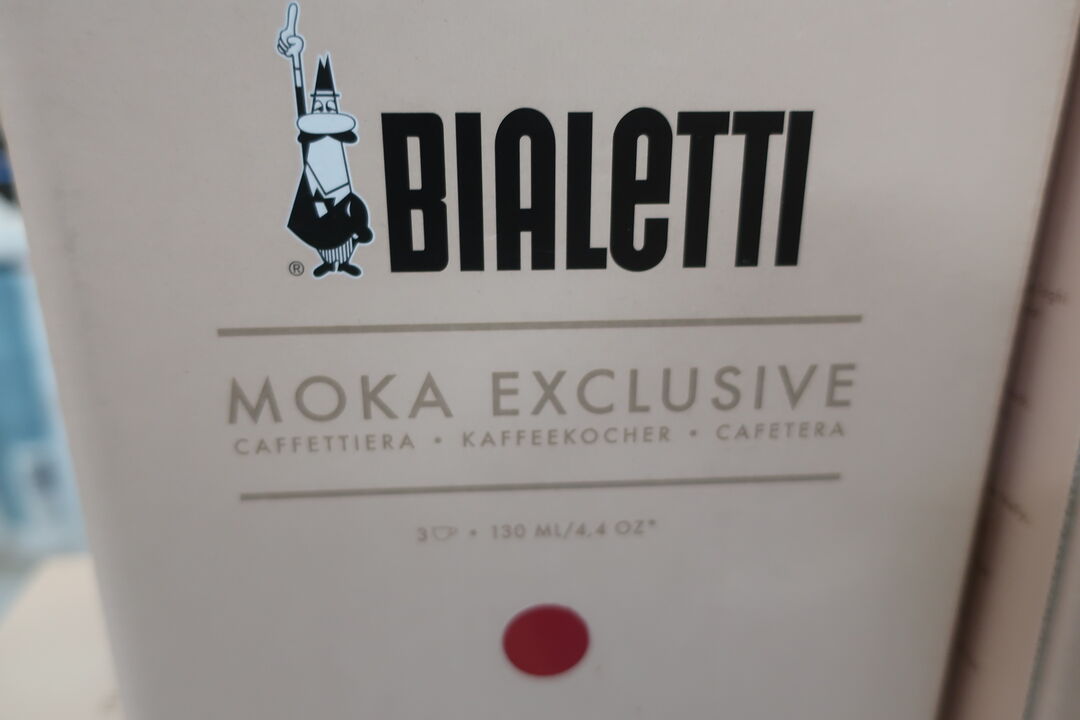 BIALETTI
®
MOKA EXCLUSIVE
CAFFETTIERA • KAFFEEKOCHER • CAFETERA
3 • 130 ML/4,4 OZ*